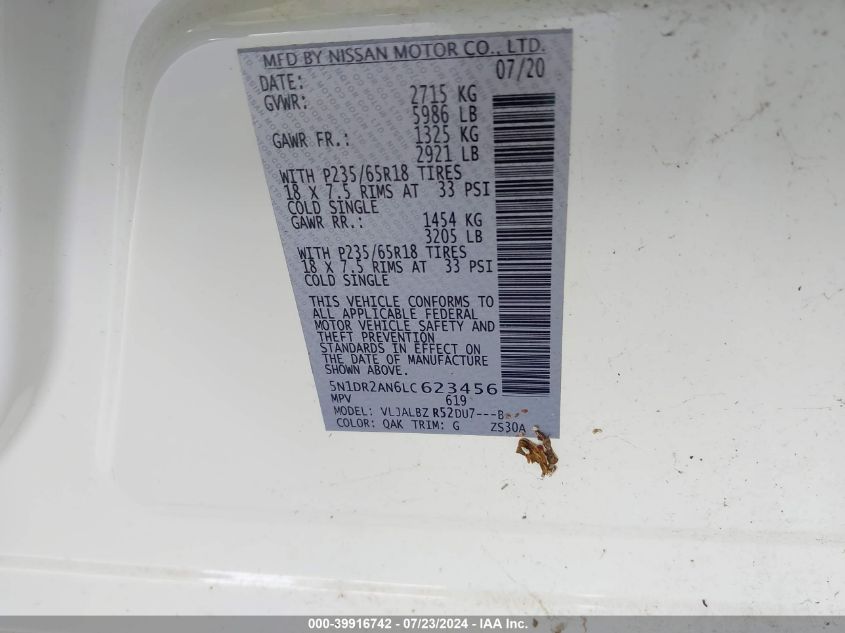 MFD BY NISSAN MOTOR CO., LTD.
DATE: 07/20
GVWR: 2715 KG
5986 LB
GAWR FR.: 1325 KG
2921 LB
WITH P235/65R18 TIRES
18 X 7.5 RIMS AT 33 PSI
COLD SINGLE
GAWR RR.: 1454 KG
3205 LB
WITH P235/65R18 TIRES
18 X 7.5 RIMS AT 33 PSI
COLD SINGLE
THIS VEHICLE CONFORMS TO
ALL APPLICABLE FEDERAL
MOTOR VEHICLE SAFETY AND
THEFT PREVENTION
STANDARDS IN EFFECT ON
THE DATE OF MANUFACTURE
SHOWN ABOVE.
5N1DR2AN6LC623456
MPV 619
MODEL: VLJALBZ R52DU7---B
COLOR: QAK TRIM: G ZS30A
000-39916742 - 07/23/2024 - IAA Inc.